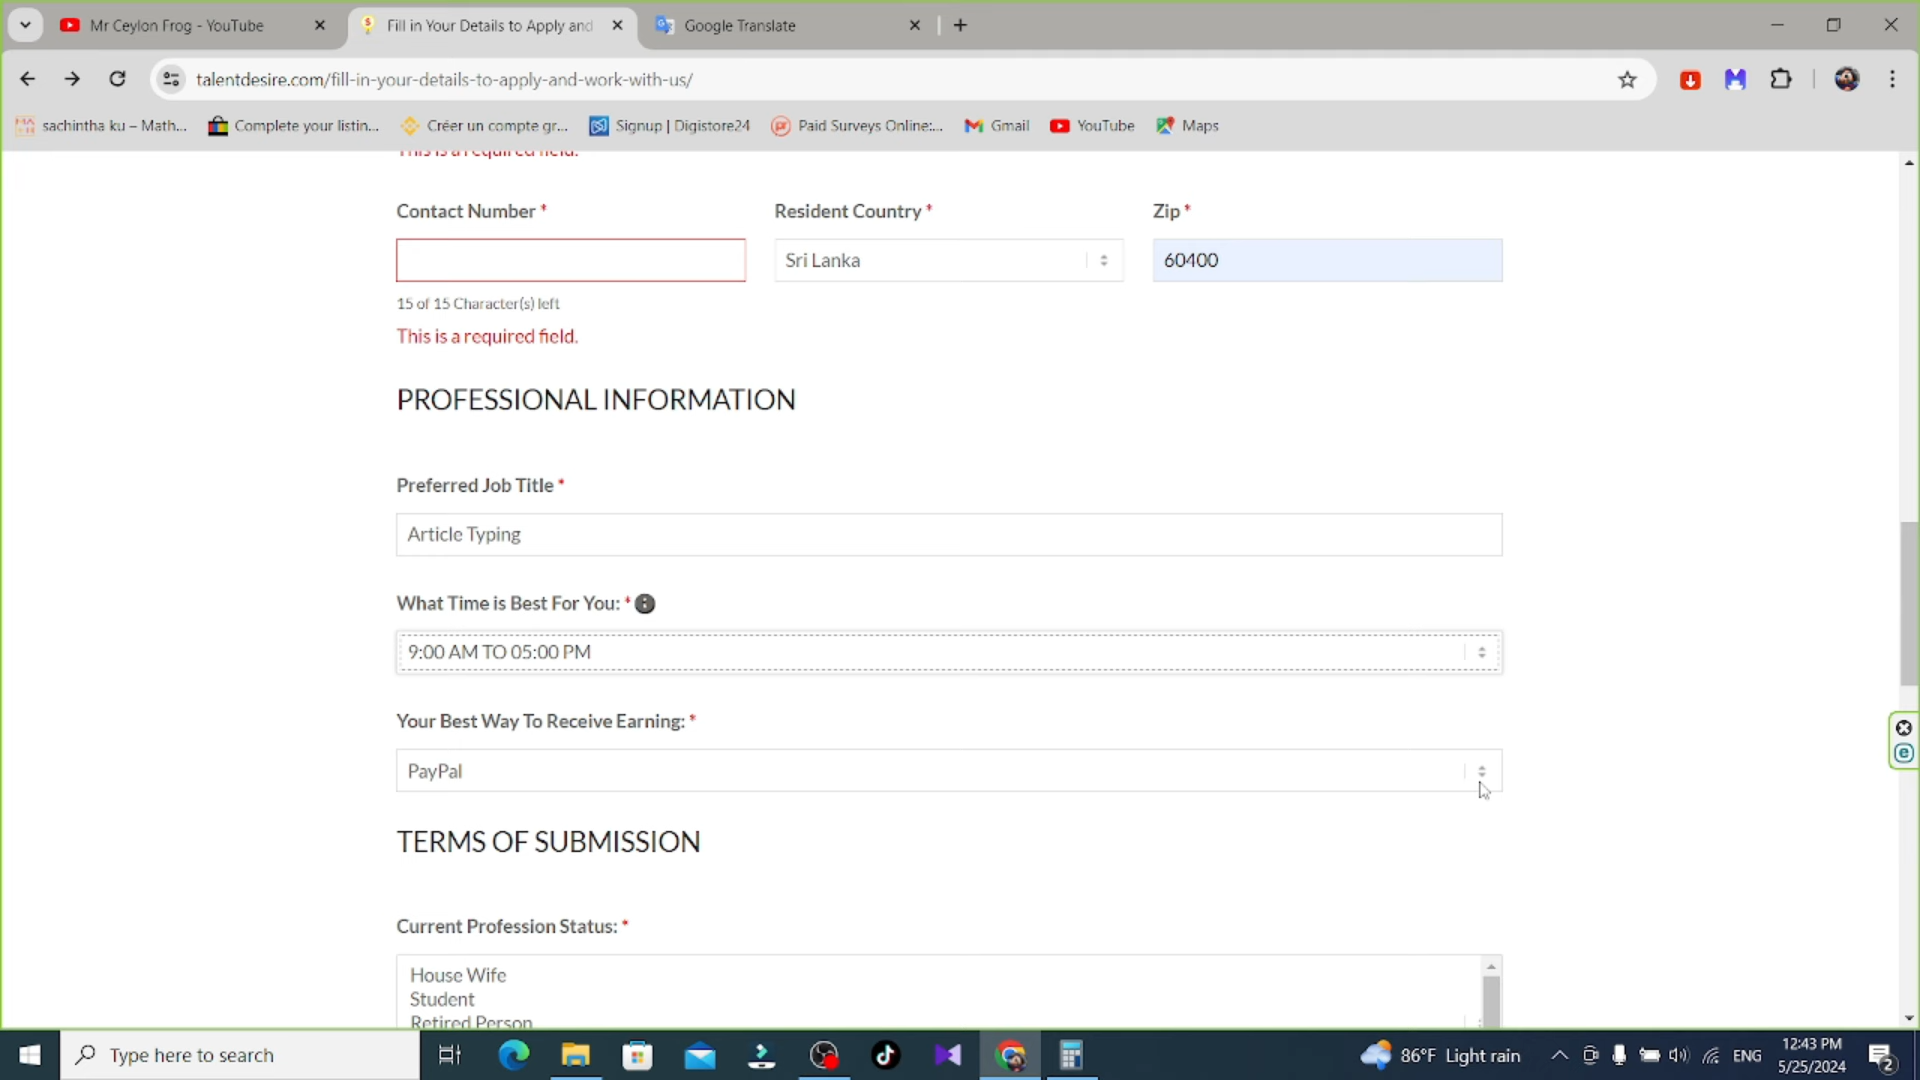 Mr Ceylon Frog - YouTube
Fill in Your Details to Apply and
Google Translate
talentdesire.com/fill-in-your-details-to-apply-and-work-with-us/
sachintha ku – Math...
Complete your listin...
Créer un compte gr...
Signup | Digistore24
Paid Surveys Online:...
Gmail
YouTube
Maps
This is a required field.
Contact Number *
Resident Country *
Zip *
Sri Lanka
60400
15 of 15 Character(s) left
This is a required field.
PROFESSIONAL INFORMATION
Preferred Job Title *
Article Typing
What Time is Best For You: *
9:00 AM TO 05:00 PM
Your Best Way To Receive Earning: *
PayPal
TERMS OF SUBMISSION
Current Profession Status: *
House Wife
Student
Retired Person
Type here to search
86°F Light rain
ENG
12:43 PM
5/25/2024
2